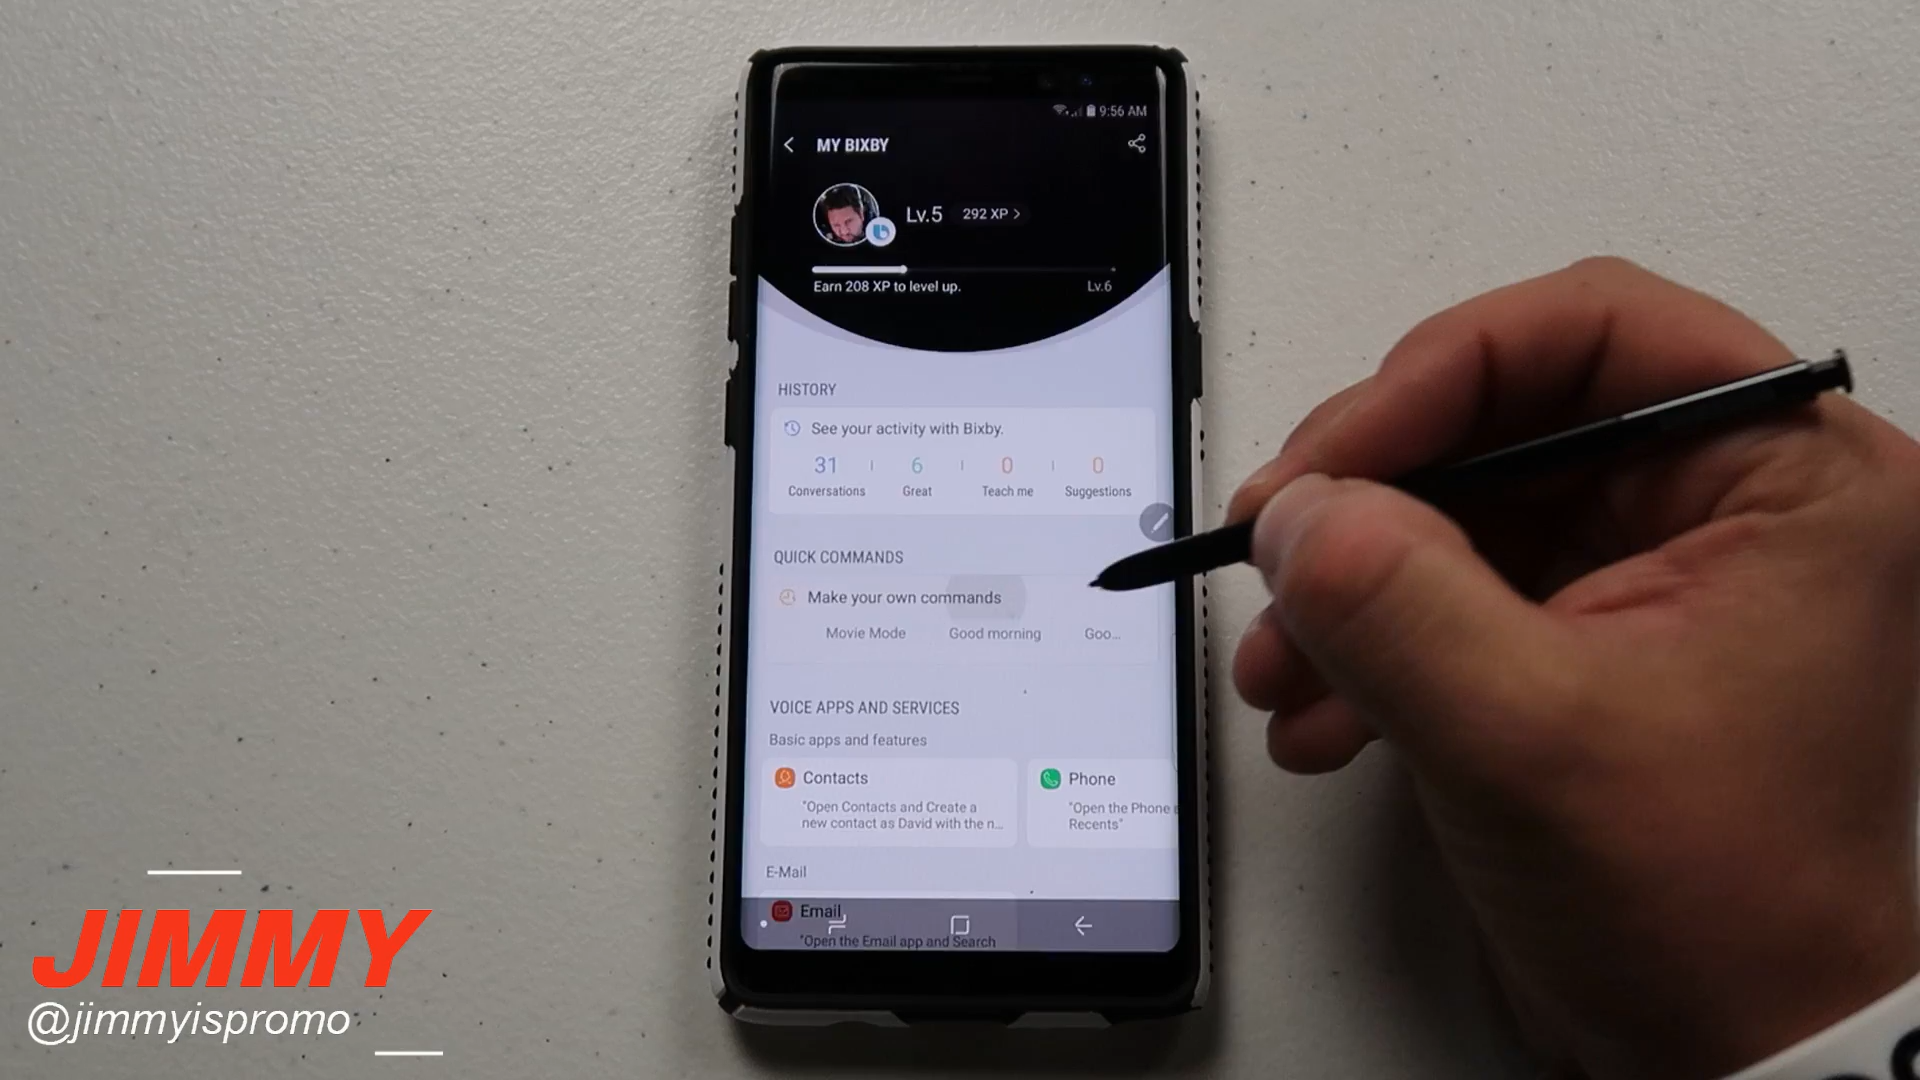 9:56 AM
MY BIXBY
Lv.5 292 XP >
Earn 208 XP to level up. Lv.6
HISTORY
See your activity with Bixby.
31 6 0 0
Conversations Great Teach me Suggestions
QUICK COMMANDS
Make your own commands
Movie Mode Good morning Goo...
VOICE APPS AND SERVICES
Basic apps and features
Contacts Phone
"Open Contacts and Create a "Open the Phone
new contact as David with the n... Recents"
E-Mail
Email
"Open the Email app and Search
JIMMY
@jimmyispromo